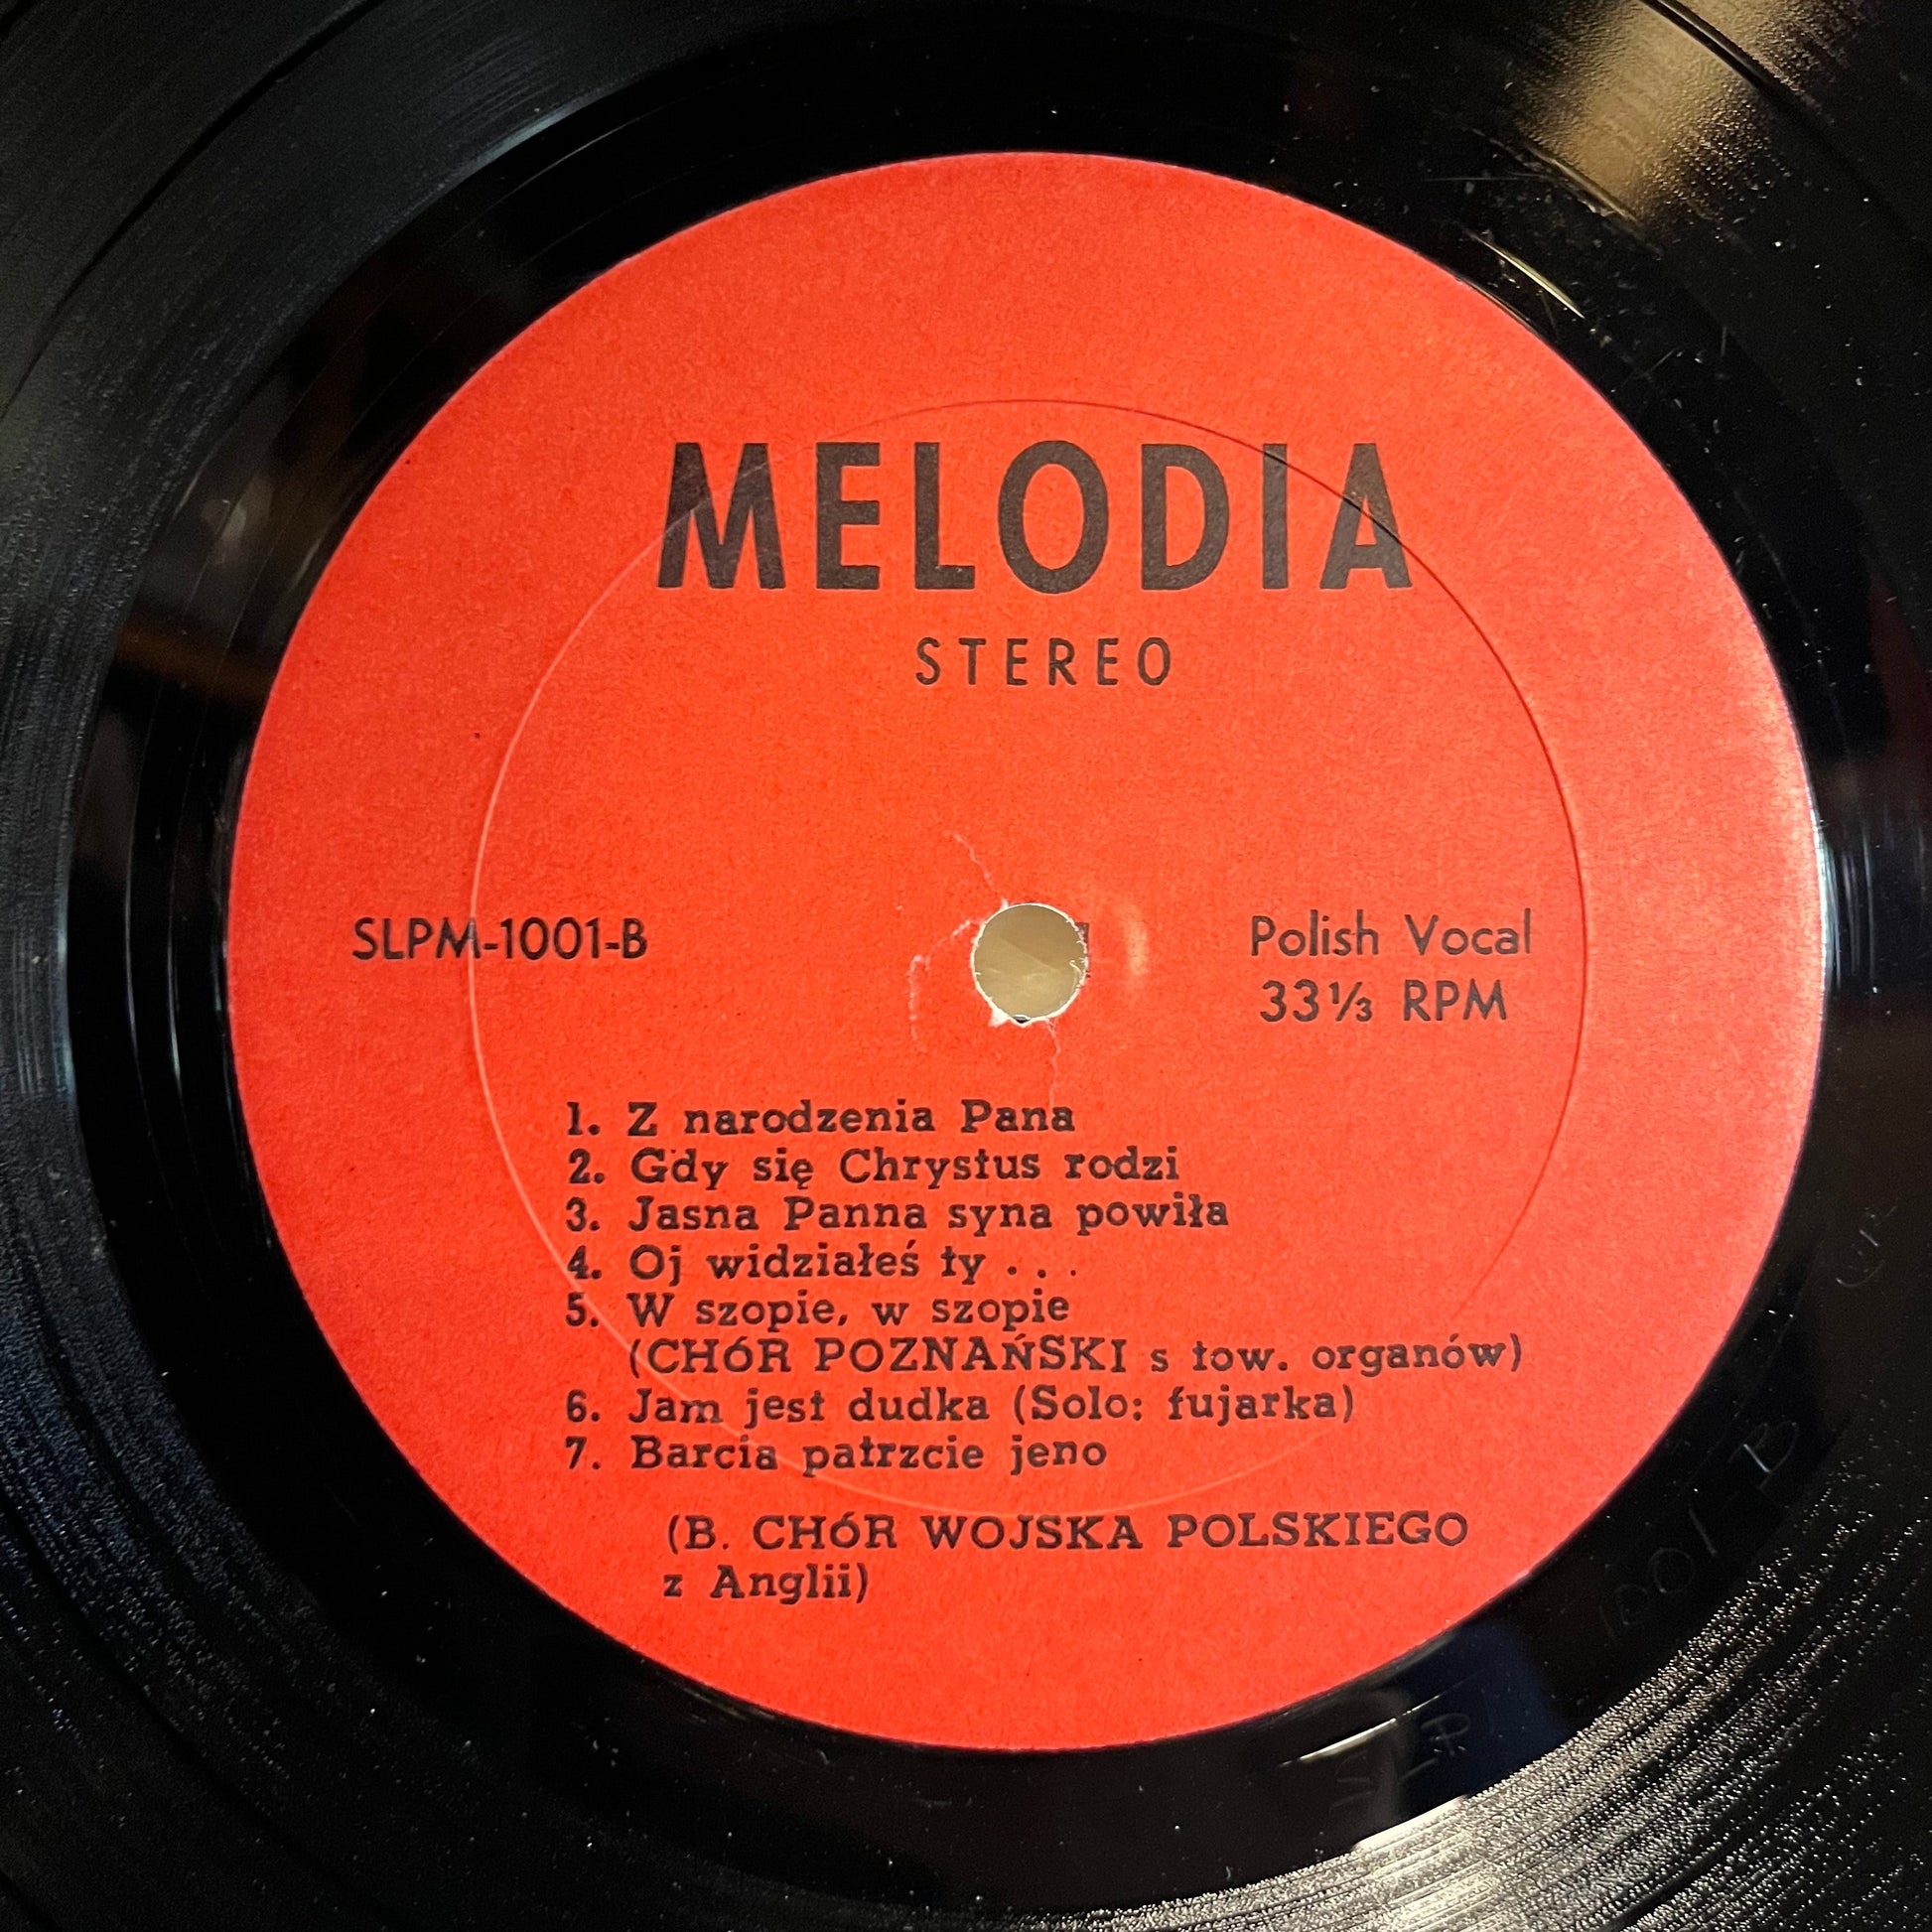 MELODIA
STEREO
SLPM-1001-B
Polish Vocal
33⅓ RPM
1. Z narodzenia Pana
2. Gdy się Chrystus rodzi
3. Jasna Panna syna powiła
4. Oj widziałeś ty . . .
5. W szopie, w szopie
(CHóR POZNAŃSKI s tow. organów)
6. Jam jest dudka (Solo: fujarka)
7. Barcia patrzcie jeno
(B. CHóR WOJSKA POLSKIEGO
z Anglii)